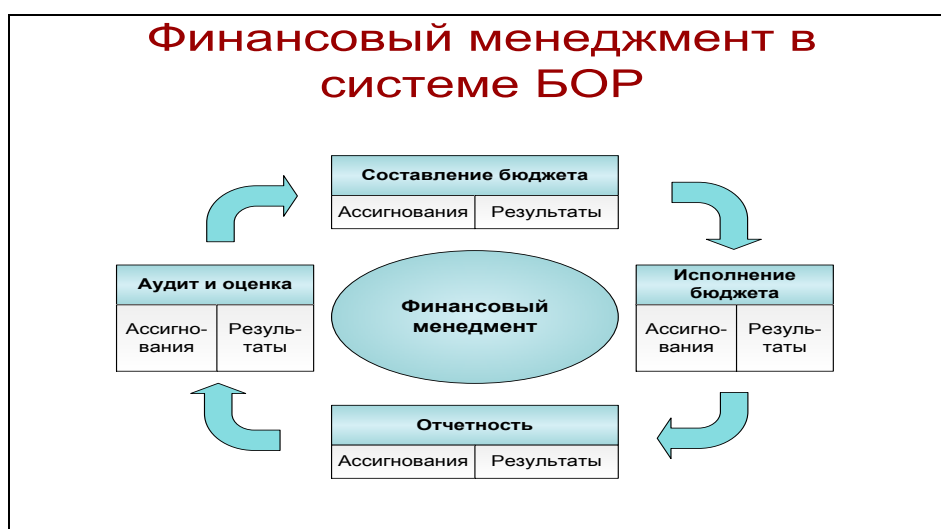 Финансовый менеджмент в
системе БОР
Составление бюджета
Ассигнования Результаты
Аудит и оценка
Ассигно-
вания
Резуль-
таты
Финансовый
менедмент
Исполнение
бюджета
Ассигно-
вания
Резуль-
таты
Отчетность
Ассигнования Результаты